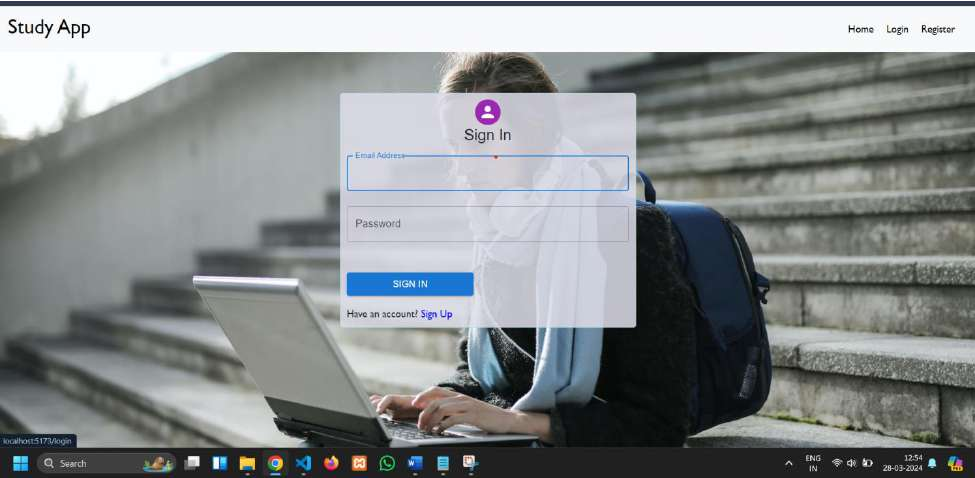 Study App
Home Login Register
Sign In
Email Address
Password
SIGN IN
Have an account? Sign Up
localhost:5173/login
Search
ENG
IN
12:54
28-03-2024